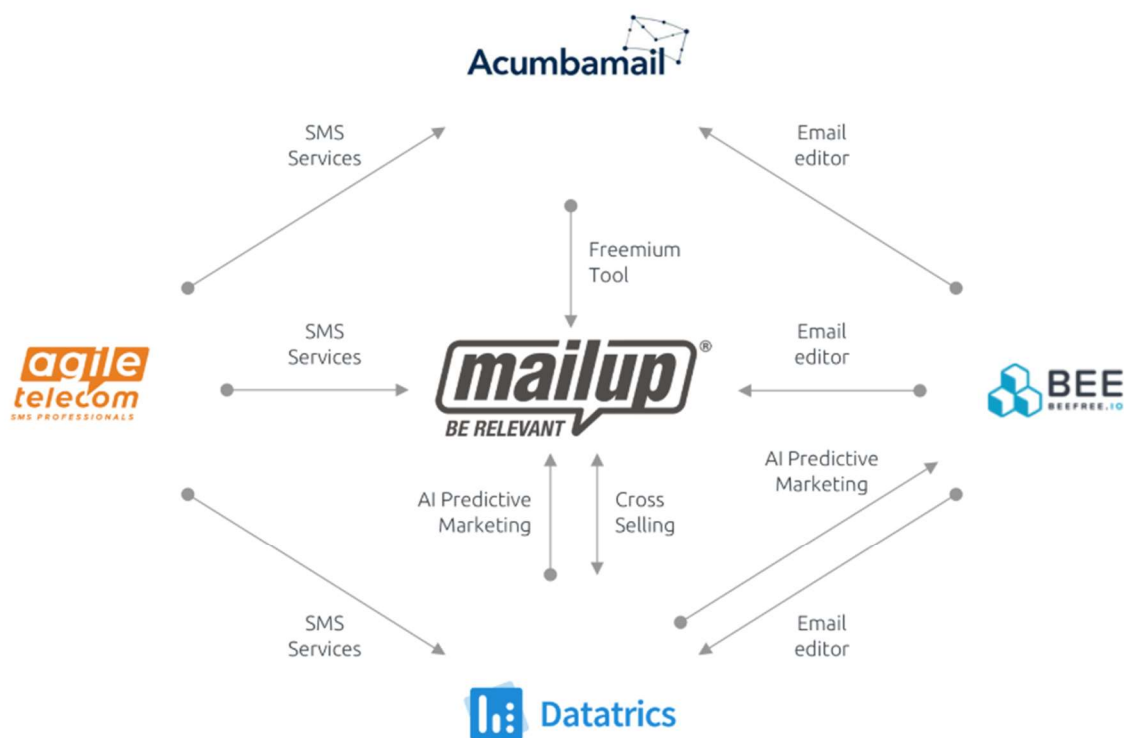 Acumbamail
SMS
Services
Email
editor
Freemium
Tool
SMS
Services
Email
editor
agile
telecom
SMS PROFESSIONALS
mailup®
BE RELEVANT
BEE
BEEFREE.IO
AI Predictive
Marketing
AI Predictive
Marketing
Cross
Selling
SMS
Services
Email
editor
Datatrics